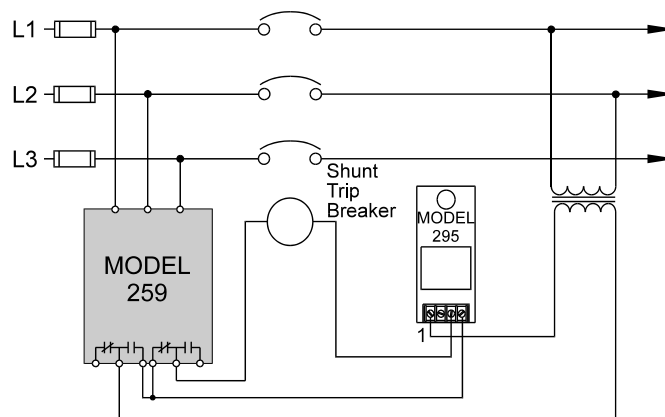 L1
L2
L3
Shunt
Trip
Breaker
MODEL
295
MODEL
259
1